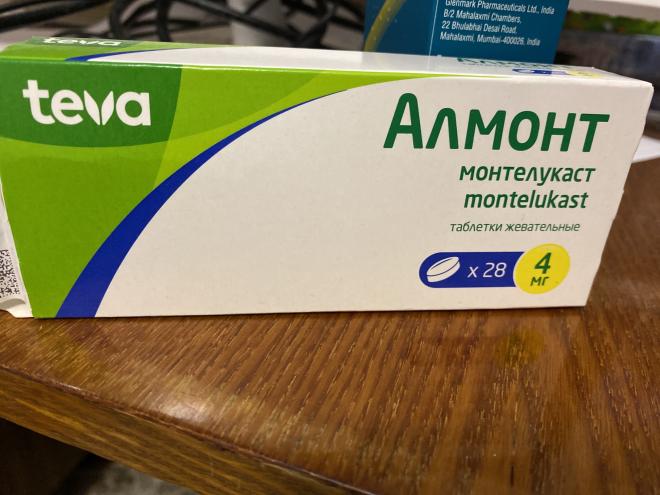 Glenmark Pharmaceuticals Ltd., India
B/2 Mahalaxmi Chambers,
22 Bhulabhai Desai Road,
Mahalaxmi, Mumbai-400026, India
teva
teva
Алмонт
монтелукаст
montelukast
таблетки жевательные
x 28
4
мг